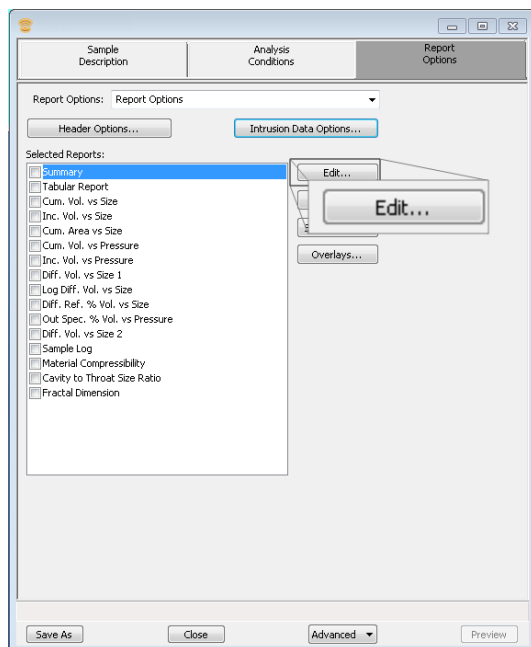 Sample Description
Analysis Conditions
Report Options
Report Options: Report Options
Header Options...
Intrusion Data Options...
Selected Reports:
Summary
Edit...
Tabular Report
Cum. Vol. vs Size
Edit...
Inc. Vol. vs Size
Cum. Area vs Size
Cum. Vol. vs Pressure
Inc. Vol. vs Pressure
Overlays...
Diff. Vol. vs Size 1
Log Diff. Vol. vs Size
Diff. Ref. % Vol. vs Size
Out Spec. % Vol. vs Pressure
Diff. Vol. vs Size 2
Sample Log
Material Compressibility
Cavity to Throat Size Ratio
Fractal Dimension
Save As
Close
Advanced
Preview